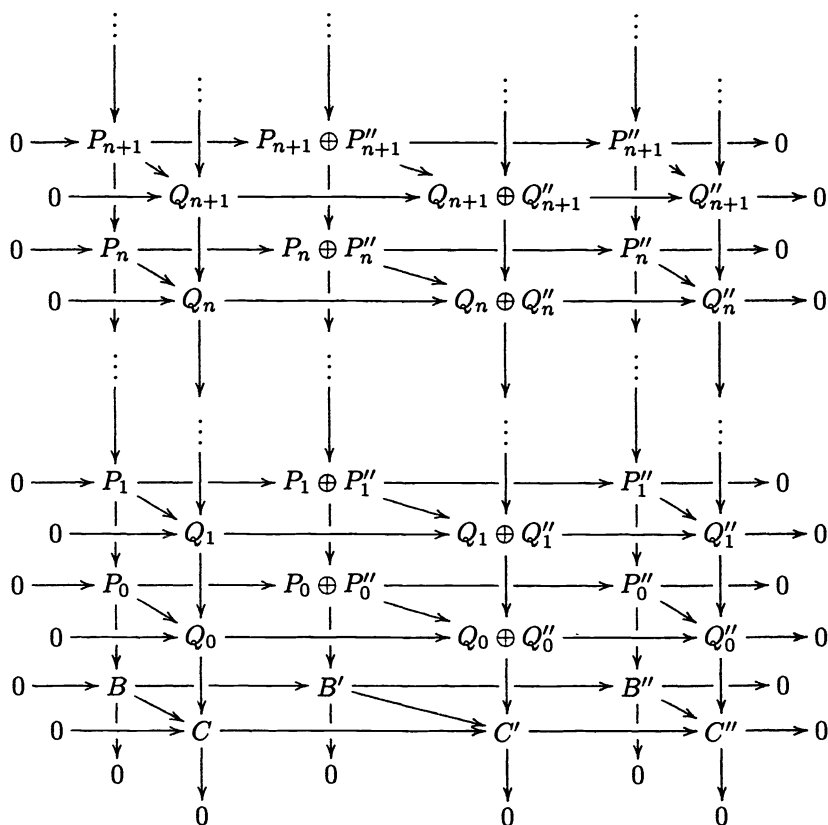 ⋮ ⋮ ⋮
⋮ ⋮ ⋮
0 P_{n+1} P_{n+1} ⊕ P''_{n+1} P''_{n+1} 0
0 Q_{n+1} Q_{n+1} ⊕ Q''_{n+1} Q''_{n+1} 0
0 P_n P_n ⊕ P''_n P''_n 0
0 Q_n Q_n ⊕ Q''_n Q''_n 0
⋮ ⋮ ⋮
⋮ ⋮ ⋮
0 P_1 P_1 ⊕ P''_1 P''_1 0
0 Q_1 Q_1 ⊕ Q''_1 Q''_1 0
0 P_0 P_0 ⊕ P''_0 P''_0 0
0 Q_0 Q_0 ⊕ Q''_0 Q''_0 0
0 B B' B'' 0
0 C C' C'' 0
0 0 0
0 0 0